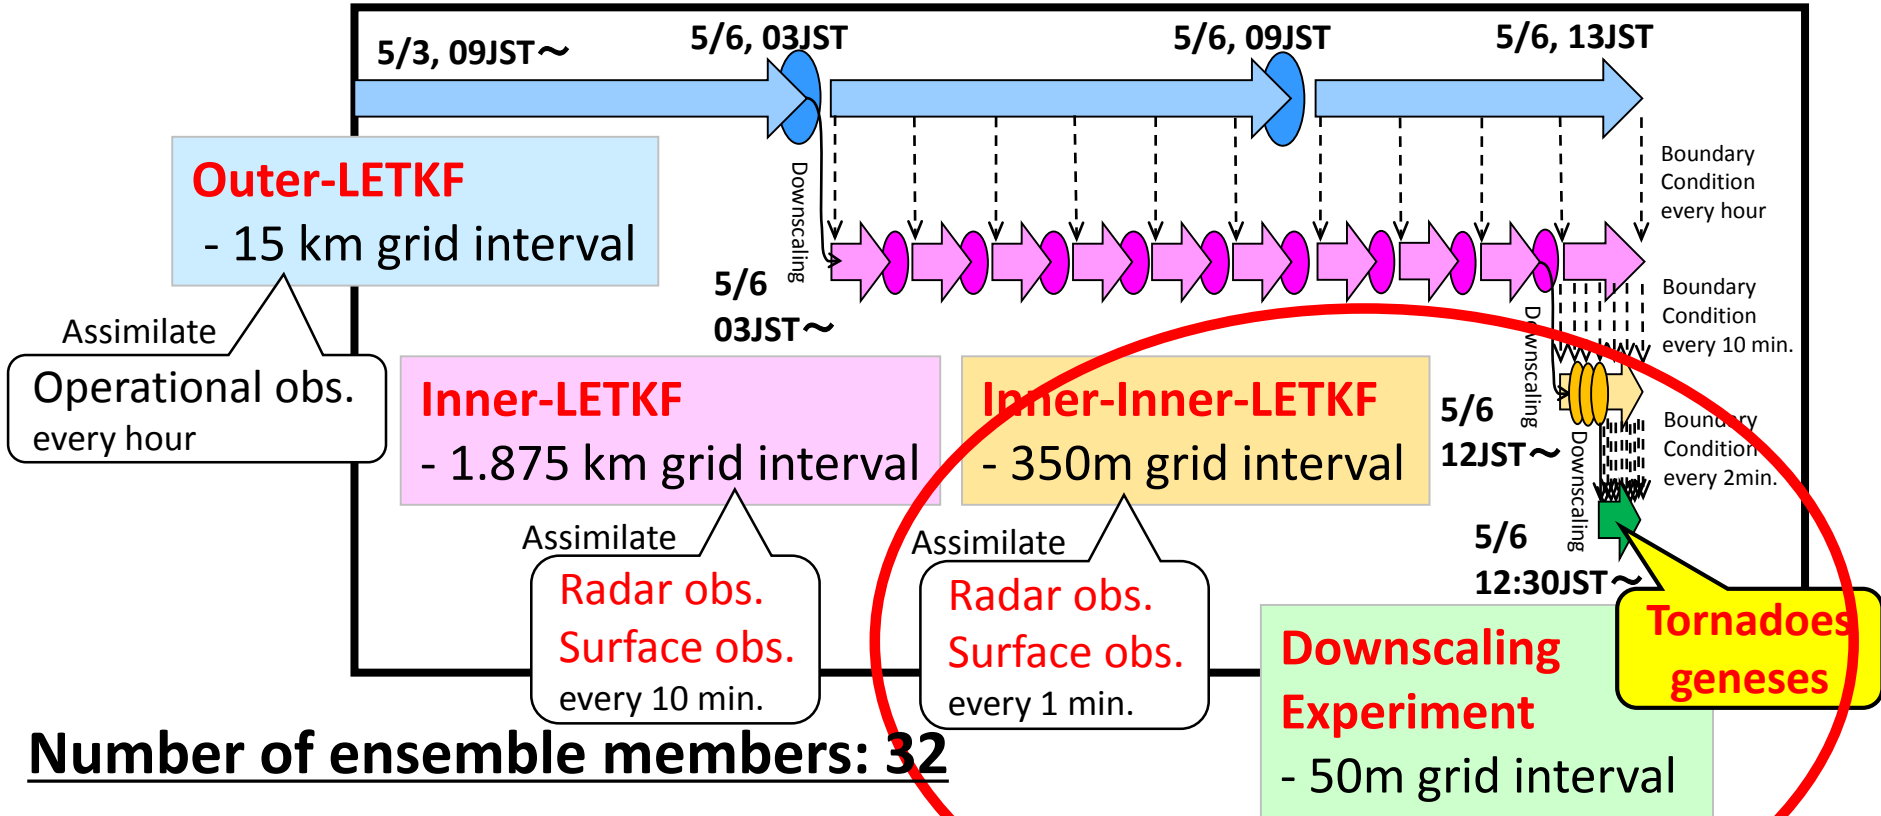 5/3, 09JST～
5/6, 03JST
5/6, 09JST
5/6, 13JST
Outer-LETKF
- 15 km grid interval
Downscaling
Boundary
Condition
every hour
5/6
03JST～
Assimilate
Operational obs.
every hour
Boundary
Condition
every 10 min.
Downscaling
Inner-LETKF
- 1.875 km grid interval
Inner-Inner-LETKF
- 350m grid interval
5/6
12JST～
Boundary
Condition
every 2min.
Downscaling
Assimilate
Radar obs.
Surface obs.
every 10 min.
Assimilate
Radar obs.
Surface obs.
every 1 min.
5/6
12:30JST～
Tornadoes
geneses
Downscaling
Experiment
- 50m grid interval
Number of ensemble members: 32